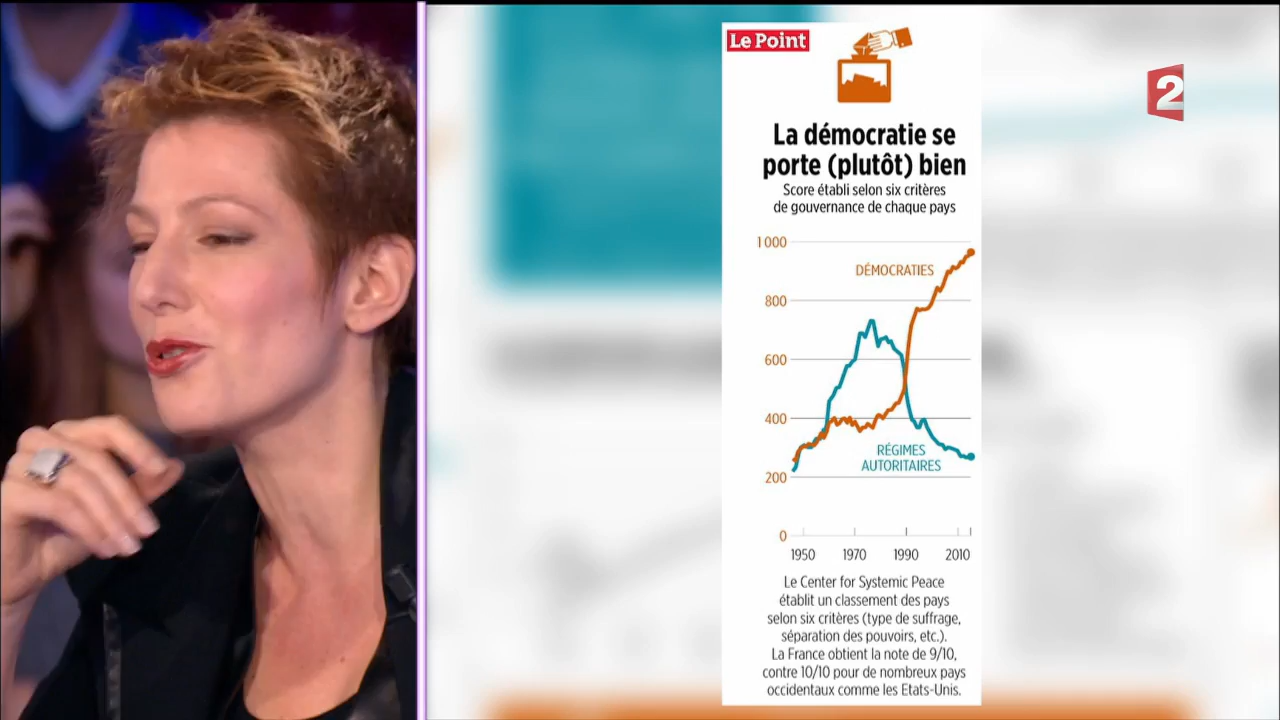 Le Point
2
La démocratie se
porte (plutôt) bien
Score établi selon six critères
de gouvernance de chaque pays
1000
DÉMOCRATIES
800
600
400
RÉGIMES
AUTORITAIRES
200
0
1950 1970 1990 2010
Le Center for Systemic Peace
établit un classement des pays
selon six critères (type de suffrage,
séparation des pouvoirs, etc.).
La France obtient la note de 9/10,
contre 10/10 pour de nombreux pays
occidentaux comme les Etats-Unis.